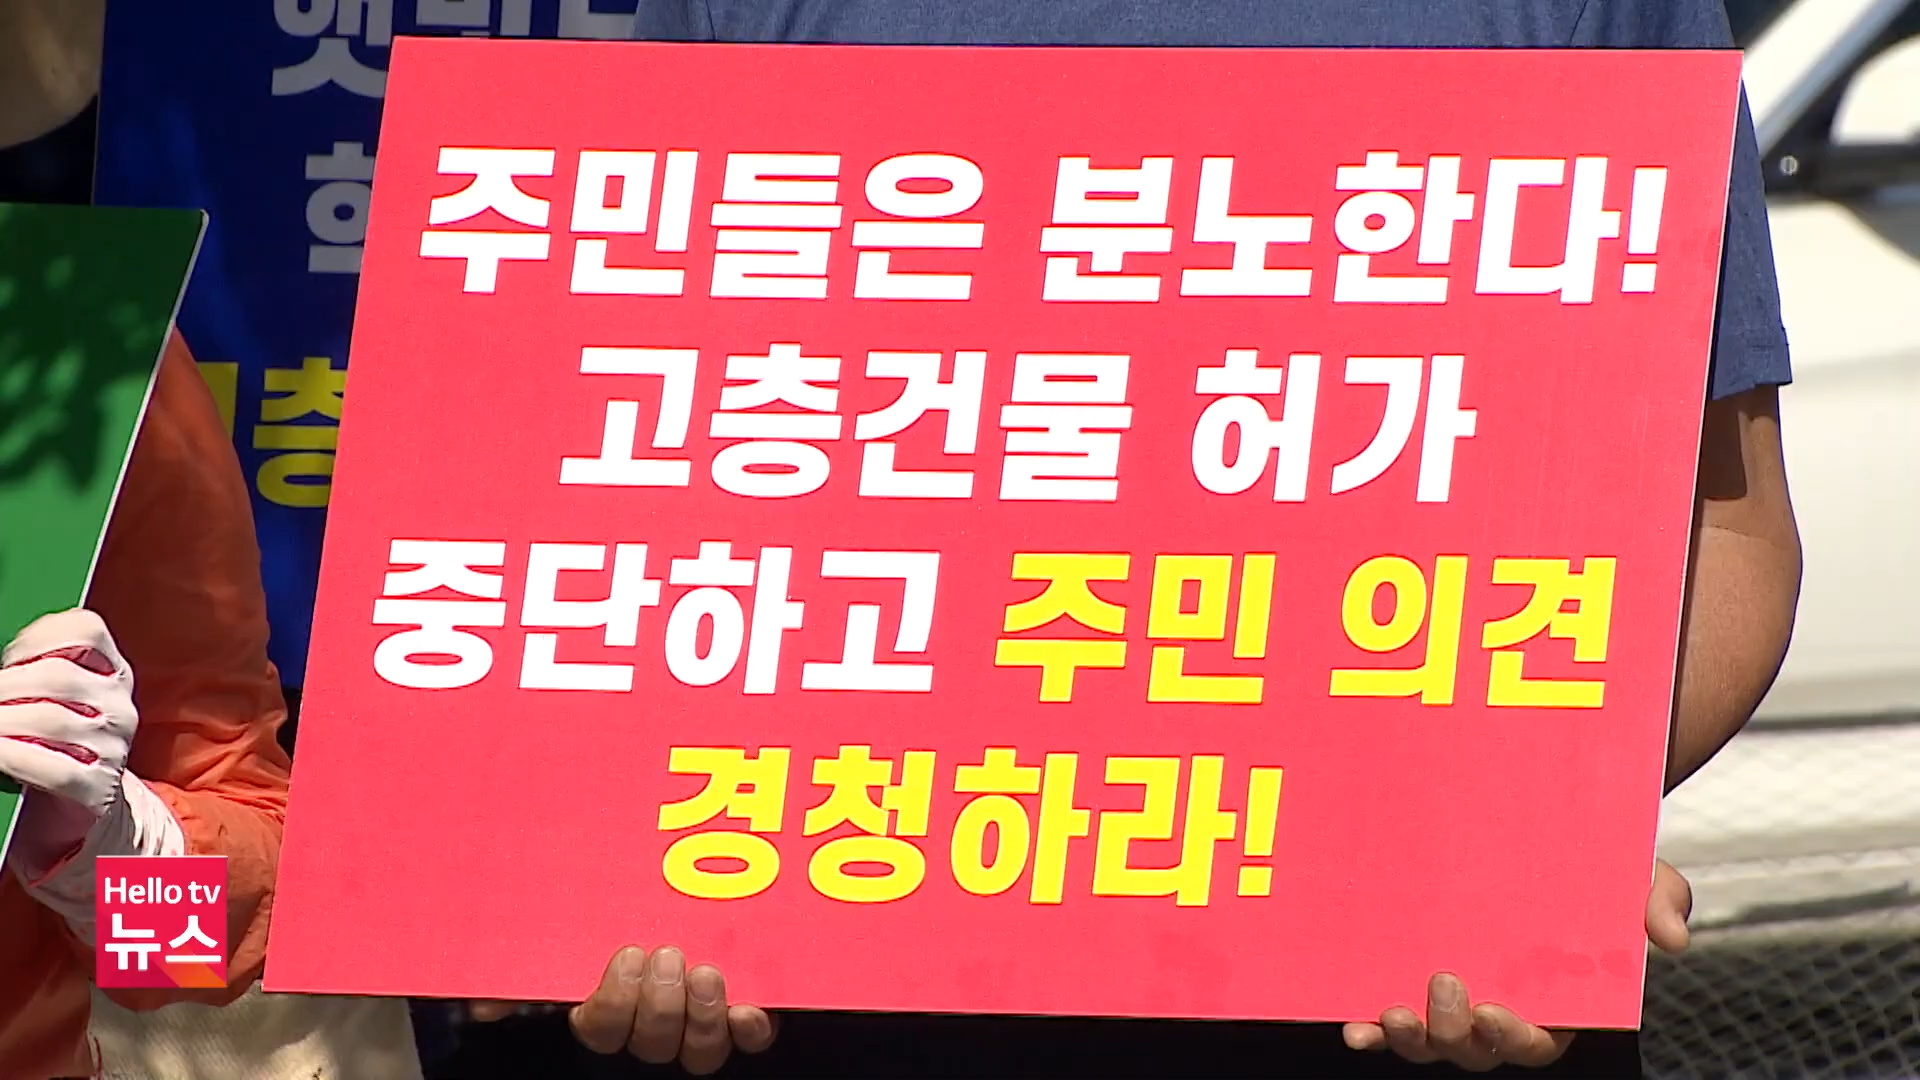 주민들은 분노한다!
고층건물 허가
중단하고 주민 의견
경청하라!
층
Hello tv
뉴스